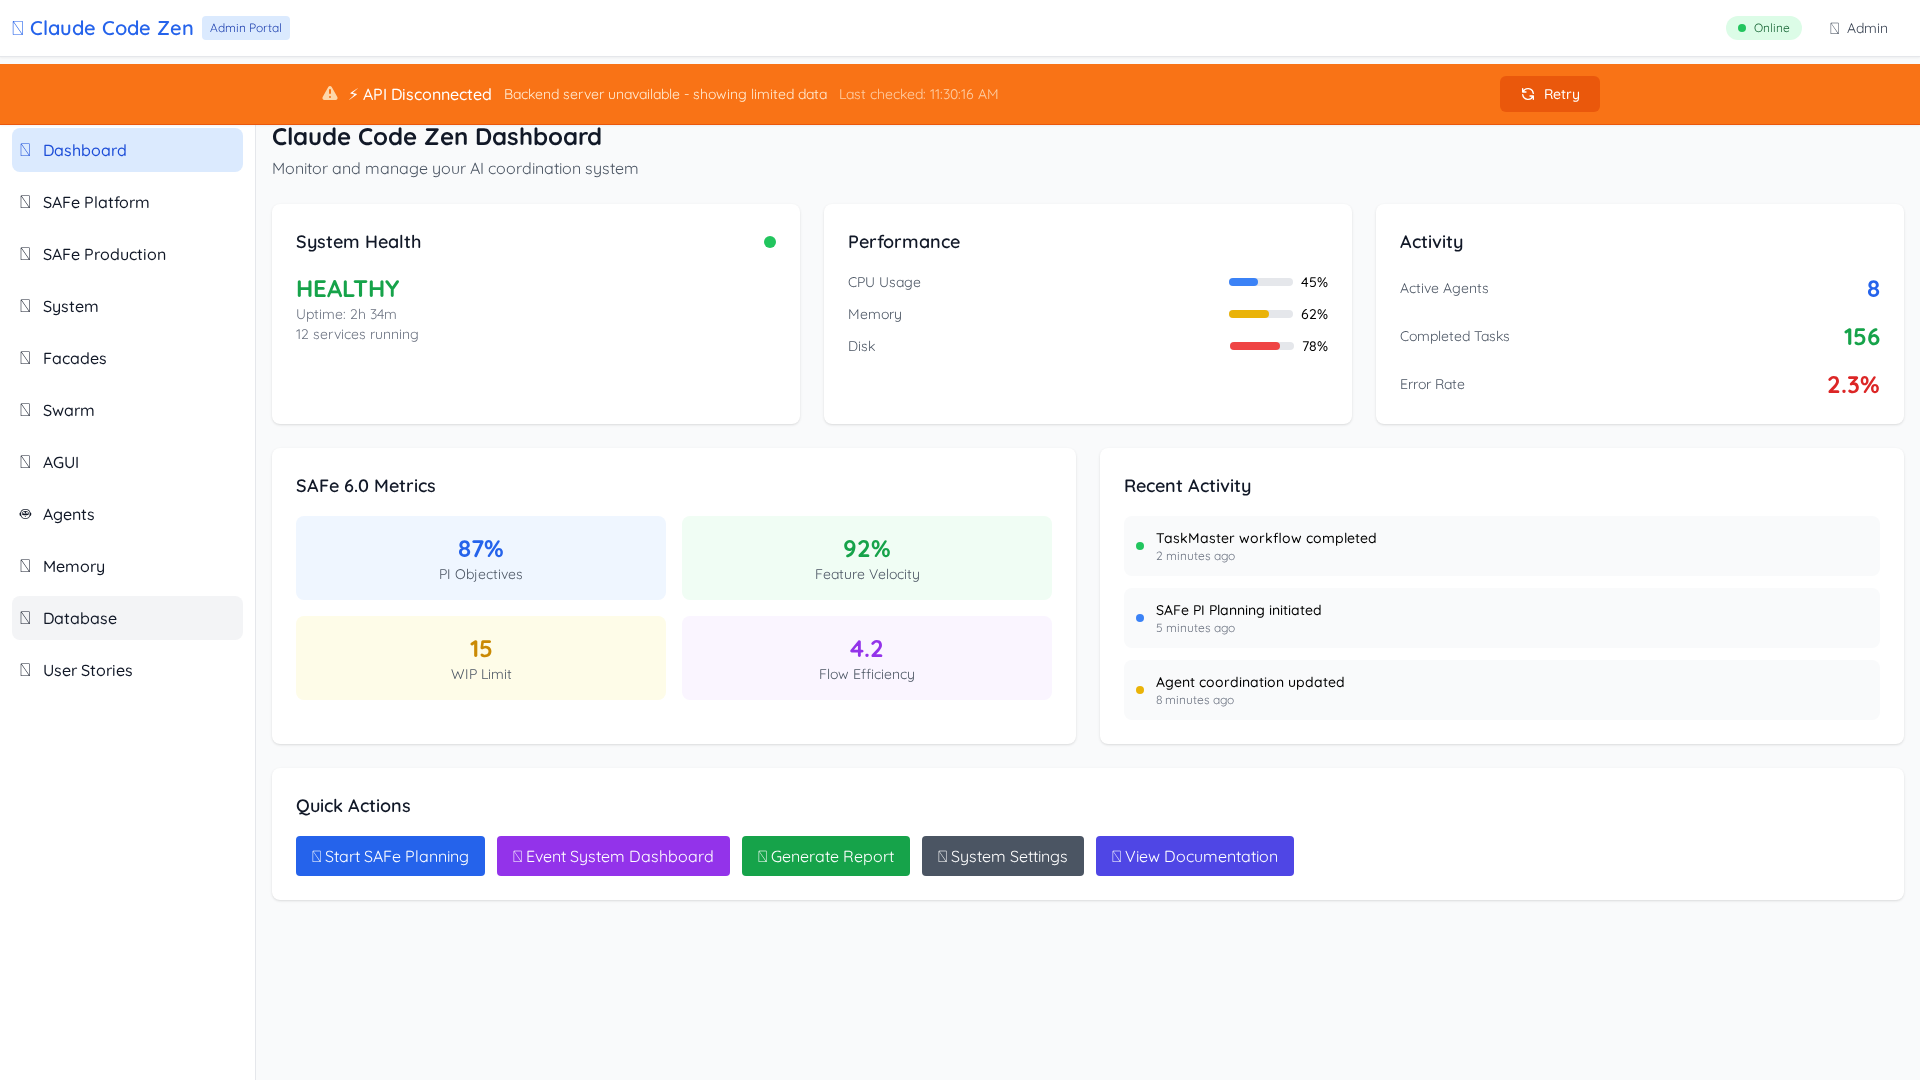 Claude Code Zen
Admin Portal
Online
Admin
⚡ API Disconnected
Backend server unavailable - showing limited data
Last checked: 11:30:16 AM
Retry
Dashboard
SAFe Platform
SAFe Production
System
Facades
Swarm
AGUI
Agents
Memory
Database
User Stories
Claude Code Zen Dashboard
Monitor and manage your AI coordination system
System Health
HEALTHY
Uptime: 2h 34m
12 services running
Performance
CPU Usage 45%
Memory 62%
Disk 78%
Activity
Active Agents 8
Completed Tasks 156
Error Rate 2.3%
SAFe 6.0 Metrics
87%
PI Objectives
92%
Feature Velocity
15
WIP Limit
4.2
Flow Efficiency
Recent Activity
TaskMaster workflow completed
2 minutes ago
SAFe PI Planning initiated
5 minutes ago
Agent coordination updated
8 minutes ago
Quick Actions
Start SAFe Planning
Event System Dashboard
Generate Report
System Settings
View Documentation